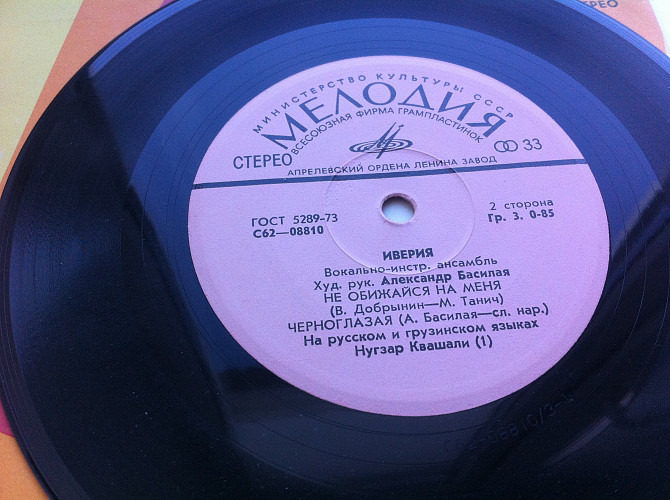 МИНИСТЕРСТВО КУЛЬТУРЫ СССР
МЕЛОДИЯ
ВСЕСОЮЗНАЯ ФИРМА ГРАМПЛАСТИНОК
СТЕРЕО
33
АПРЕЛЕВСКИЙ ОРДЕНА ЛЕНИНА ЗАВОД
ГОСТ 5289-73
С62—08810
2 сторона
Гр. 3. 0-85
ИВЕРИЯ
Вокально-инстр. ансамбль
Худ. рук. Александр Басилая
НЕ ОБИЖАЙСЯ НА МЕНЯ
(В. Добрынин—М. Танич)
ЧЕРНОГЛАЗАЯ (А. Басилая—сл. нар.)
На русском и грузинском языках
Нугзар Квашали (1)